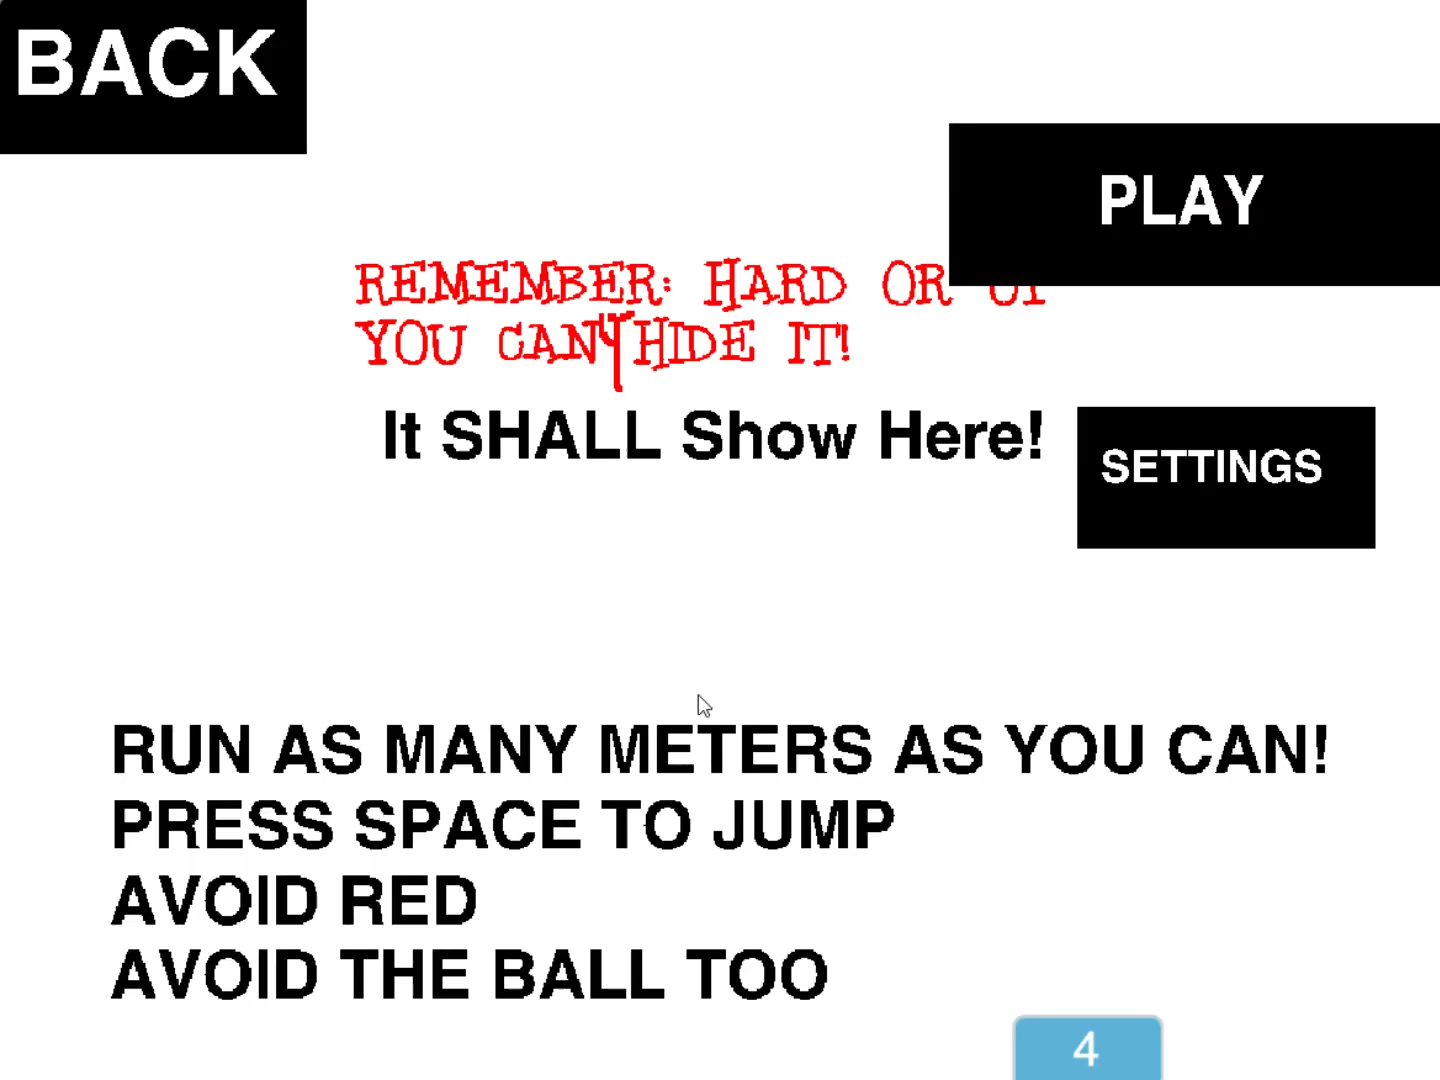 BACK
PLAY
REMEMBER: HARD OR
YOU CANY HIDE IT!
It SHALL Show Here!
SETTINGS
RUN AS MANY METERS AS YOU CAN!
PRESS SPACE TO JUMP
AVOID RED
AVOID THE BALL TOO
4